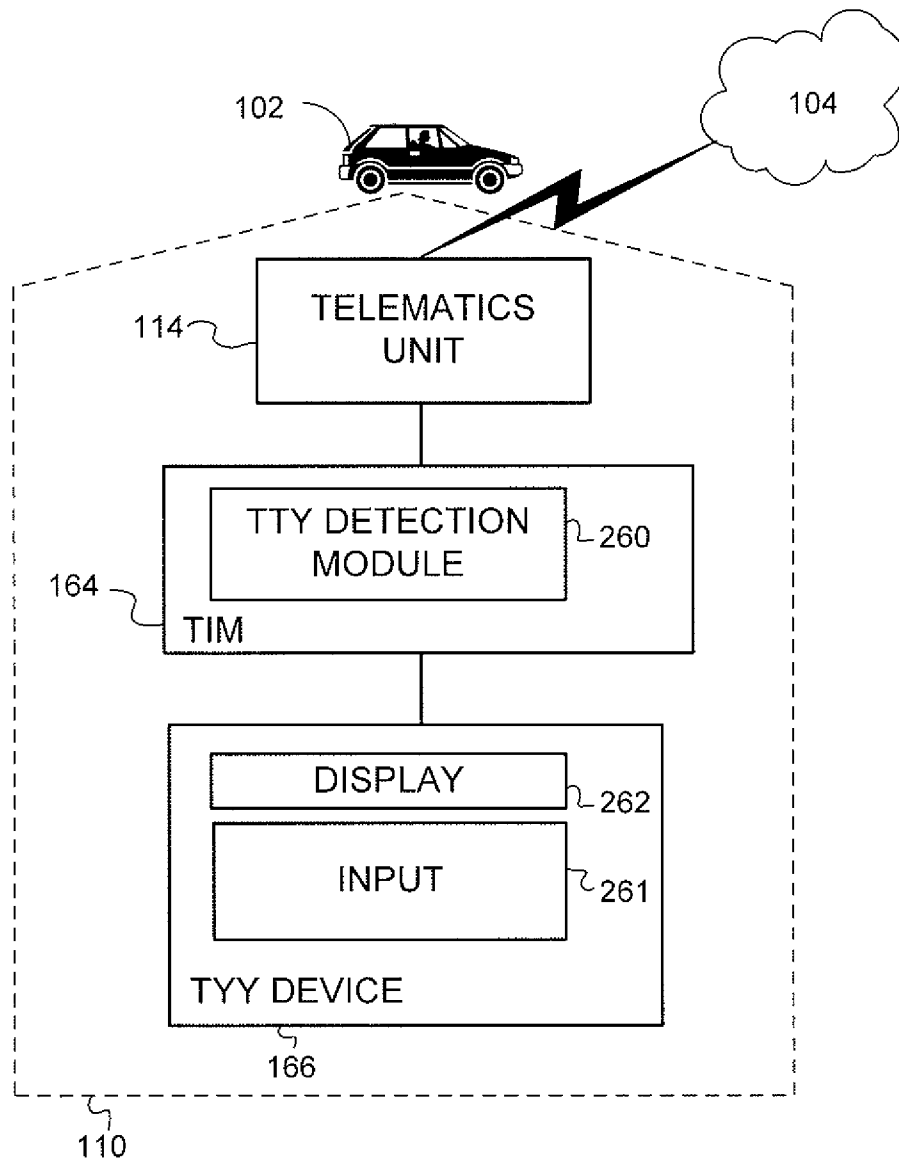 102
104
TELEMATICS
UNIT
114
TTY DETECTION
MODULE
260
164
TIM
DISPLAY
262
INPUT
261
TYY DEVICE
166
110